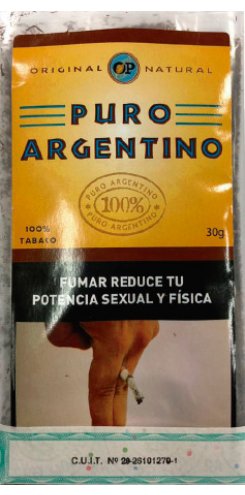 ORIGINAL OP NATURAL
PURO
ARGENTINO
PURO ARGENTINO
100%
PURO ARGENTINO
100%
TABACO
30g
FUMAR REDUCE TU
POTENCIA SEXUAL Y FÍSICA
C.U.I.T. Nº